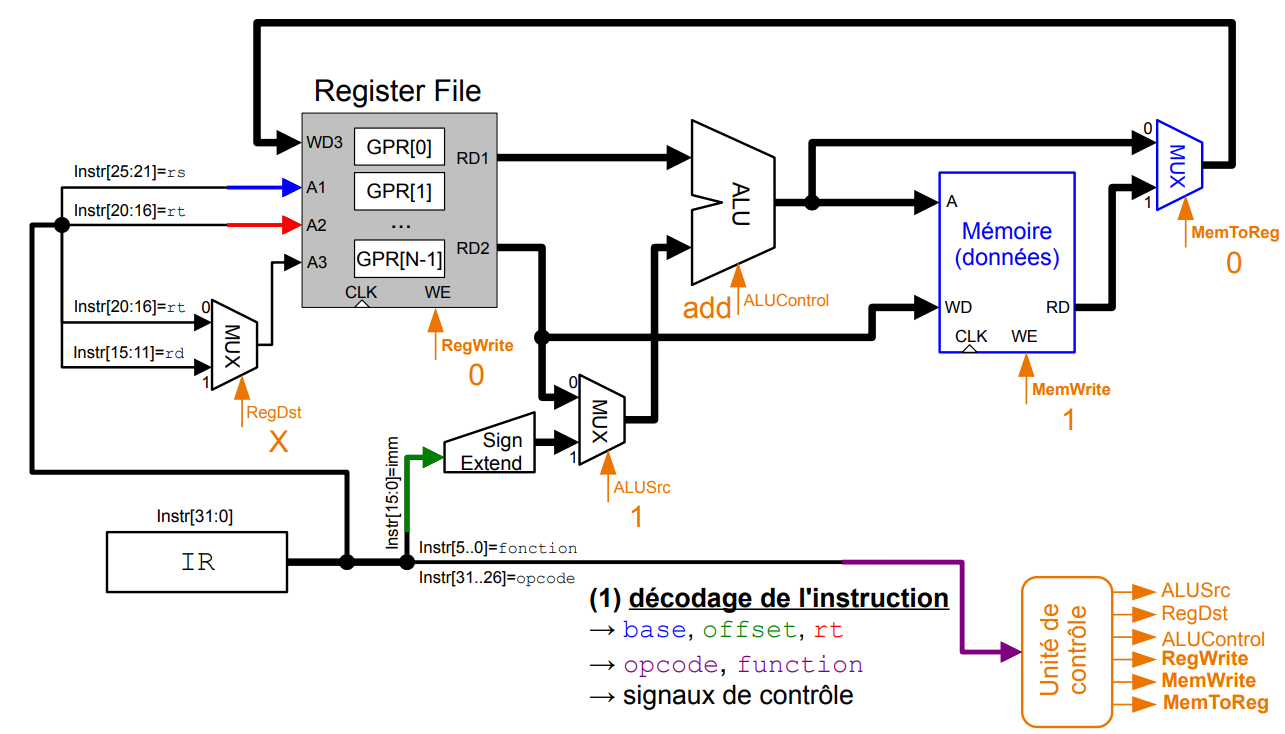 Register File
WD3
GPR[0]
RD1
Instr[25:21]=rs
A1
GPR[1]
Instr[20:16]=rt
A2
...
RD2
A3
GPR[N-1]
CLK
WE
Instr[20:16]=rt
0
MUX
Instr[15:11]=rd
1
RegDst
X
RegWrite
0
ALU
add
ALUControl
A
Mémoire
(données)
WD
RD
CLK
WE
MemWrite
1
0
MUX
1
MemToReg
0
0
MUX
1
Sign
Extend
ALUSrc
1
Instr[15:0]=imm
Instr[31:0]
IR
Instr[5..0]=fonction
Instr[31..26]=opcode
(1) décodage de l'instruction
→ base, offset, rt
→ opcode, function
→ signaux de contrôle
Unité de
contrôle
ALUSrc
RegDst
ALUControl
RegWrite
MemWrite
MemToReg